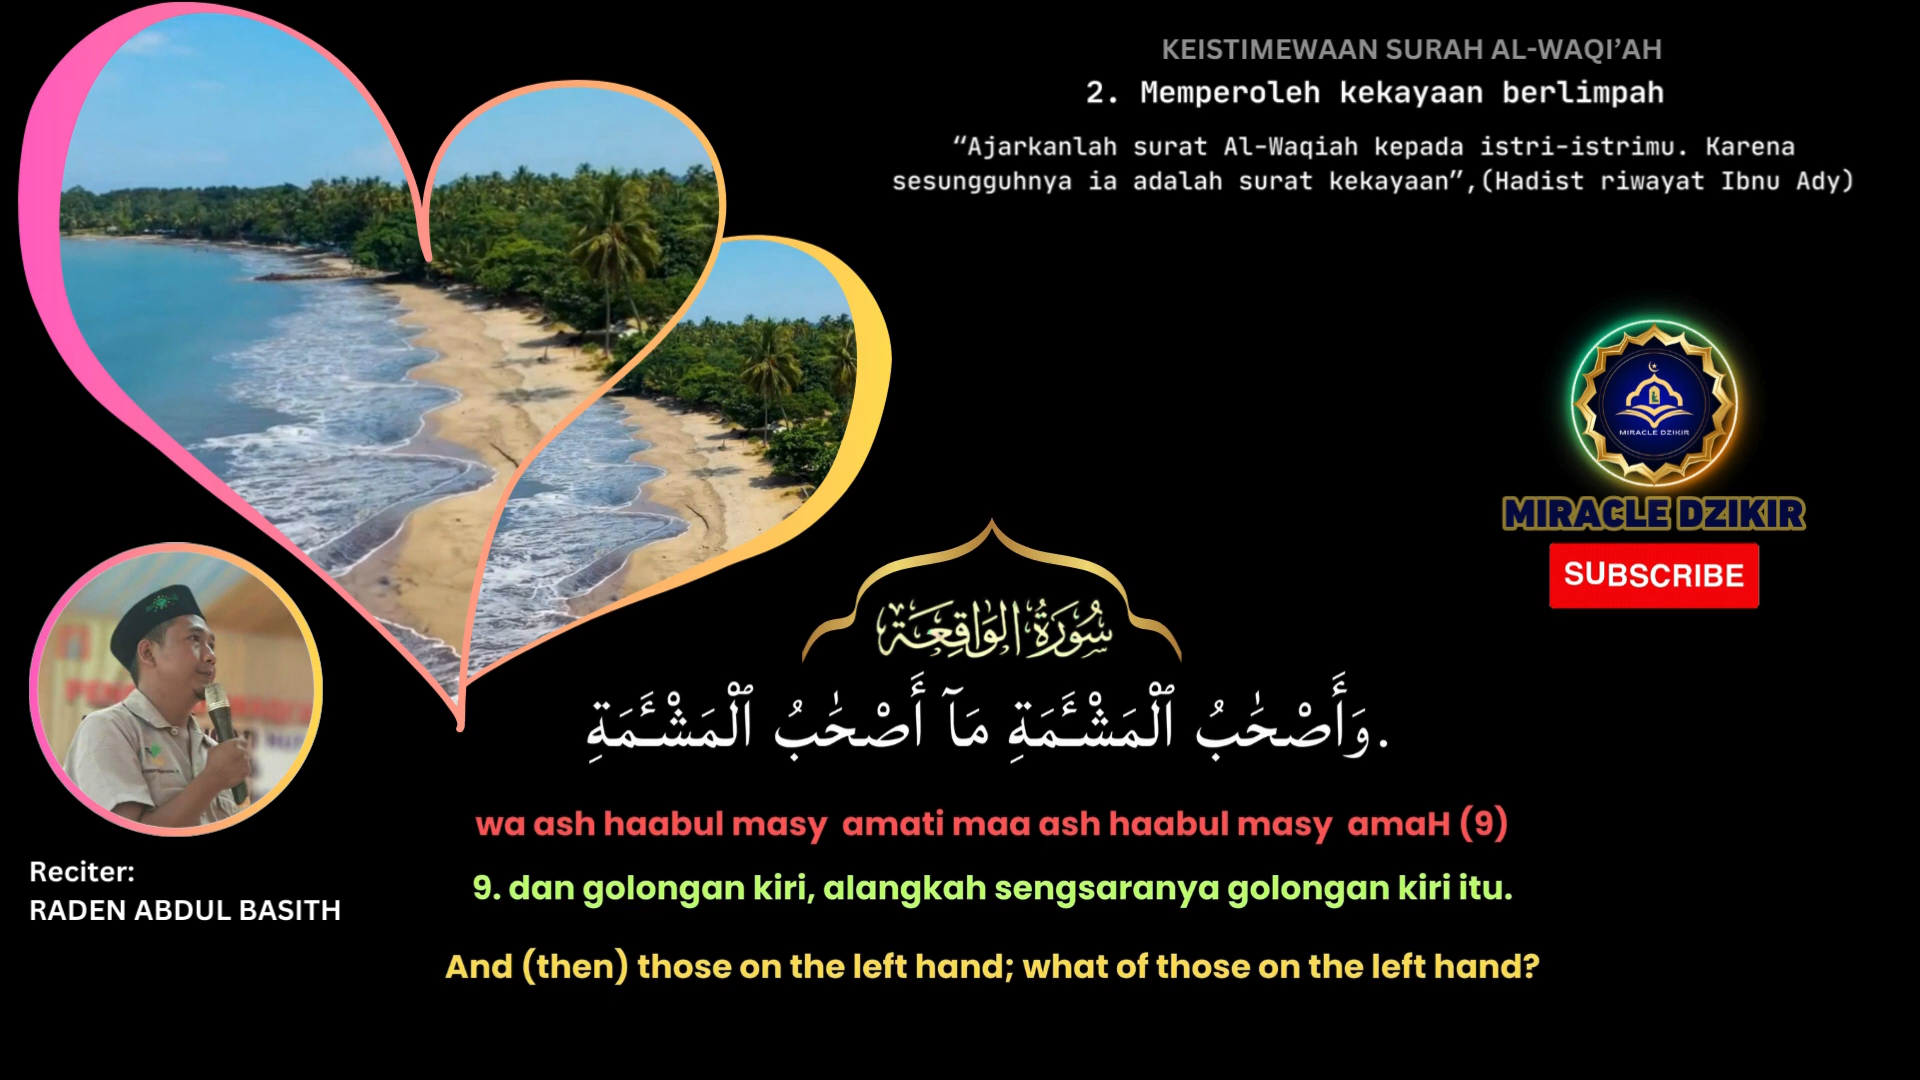 KEISTIMEWAAN SURAH AL-WAQI’AH
2. Memperoleh kekayaan berlimpah
“Ajarkanlah surat Al-Waqiah kepada istri-istrimu. Karena
sesungguhnya ia adalah surat kekayaan”,(Hadist riwayat Ibnu Ady)
MIRACLE DZIKIR
MIRACLE DZIKIR
SUBSCRIBE
سُورَةُ الوَاقِعَة
وَأَصْحَٰبُ ٱلْمَشْـَٔمَةِ مَآ أَصْحَٰبُ ٱلْمَشْـَٔمَةِ.
wa ash haabul masy  amati maa ash haabul masy  amaH (9)
9. dan golongan kiri, alangkah sengsaranya golongan kiri itu.
And (then) those on the left hand; what of those on the left hand?
Reciter:
RADEN ABDUL BASITH